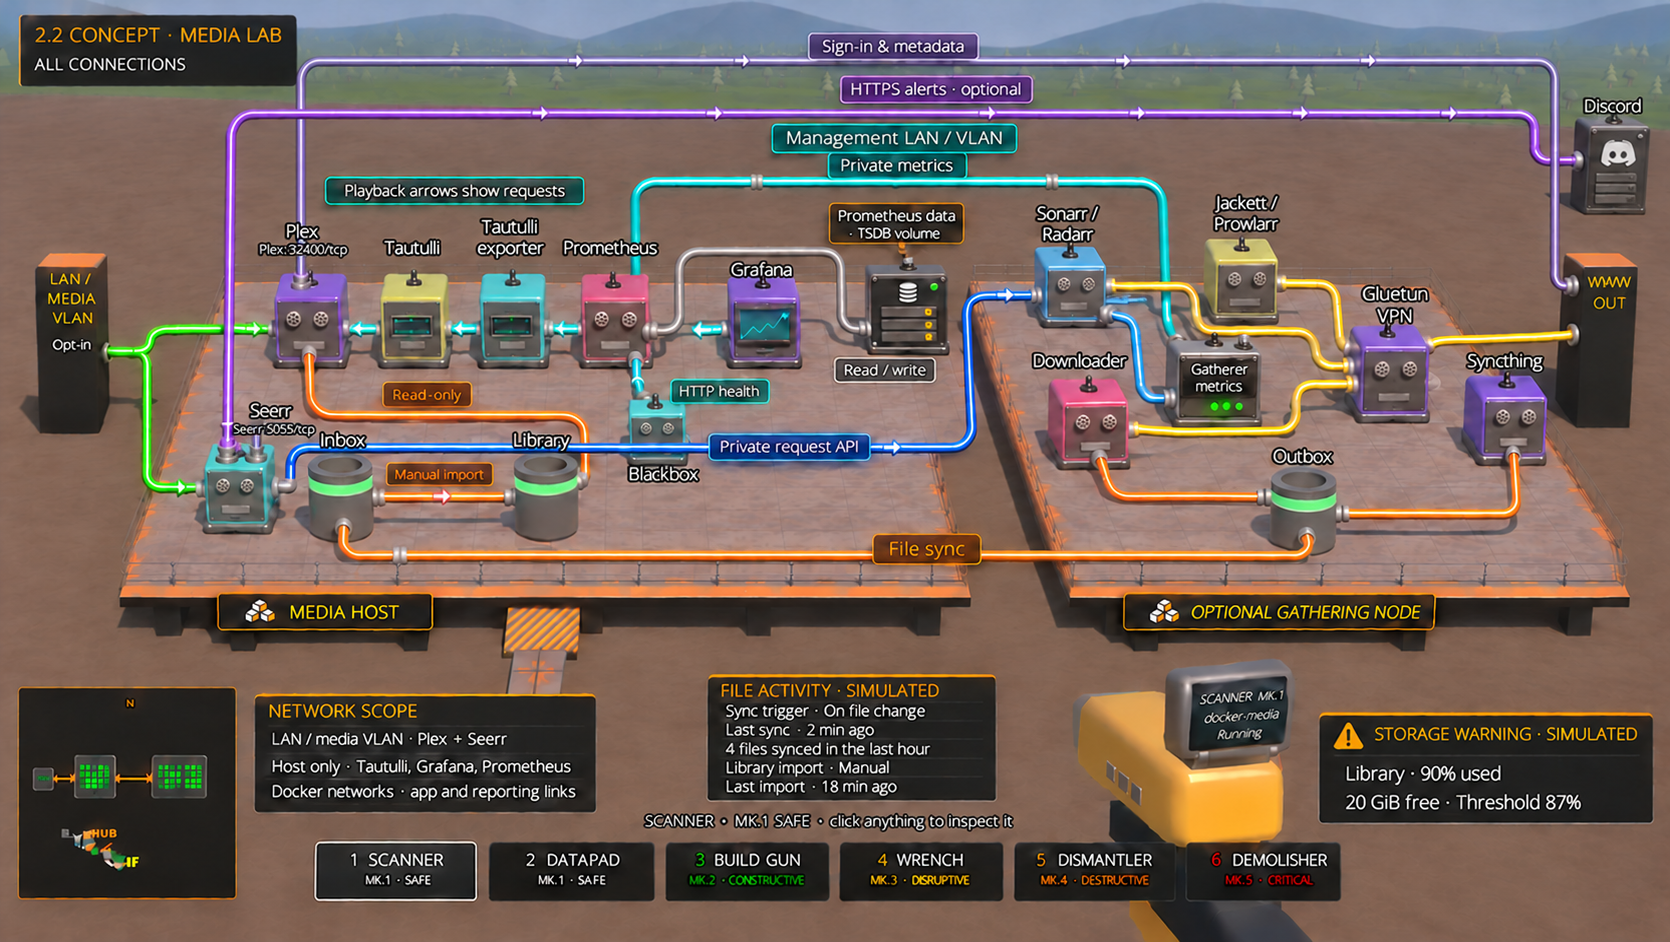 2.2 CONCEPT · MEDIA LAB
ALL CONNECTIONS
Sign-in & metadata
HTTPS alerts · optional
Management LAN / VLAN
Private metrics
Playback arrows show requests
Discord
Plex
Plex:32400/tcp
Tautulli
Tautulli
exporter
Prometheus
Grafana
Prometheus data
· TSDB volume
Sonarr /
Radarr
Jackett /
Prowlarr
Gluetun
VPN
LAN /
MEDIA
VLAN
Opt-in
WWW
OUT
Read / write
Read-only
HTTP health
Downloader
Gatherer
metrics
Syncthing
Seerr
Seerr 5055/tcp
Inbox
Library
Manual import
Blackbox
Private request API
Outbox
File sync
MEDIA HOST
OPTIONAL GATHERING NODE
N
HUB
NETWORK SCOPE
LAN / media VLAN · Plex + Seerr
Host only · Tautulli, Grafana, Prometheus
Docker networks · app and reporting links
FILE ACTIVITY · SIMULATED
Sync trigger · On file change
Last sync · 2 min ago
4 files synced in the last hour
Library import · Manual
Last import · 18 min ago
SCANNER MK.1
docker-media
Running
STORAGE WARNING · SIMULATED
Library · 90% used
20 GiB free · Threshold 87%
SCANNER • MK.1 SAFE • click anything to inspect it
1 SCANNER
MK.1 · SAFE
2 DATAPAD
MK.1 · SAFE
3 BUILD GUN
MK.2 · CONSTRUCTIVE
4 WRENCH
MK.3 · DISRUPTIVE
5 DISMANTLER
MK.4 · DESTRUCTIVE
6 DEMOLISHER
MK.5 · CRITICAL